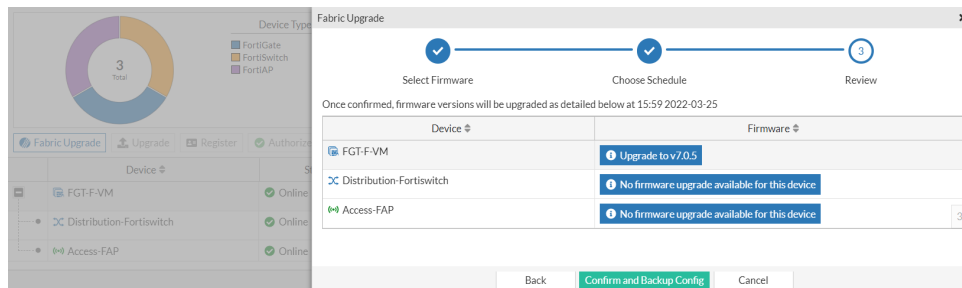 Device Type
FortiGate
FortiSwitch
FortiAP
3
Total
Fabric Upgrade
Upgrade
Register
Authorize
Device
FGT-F-VM
Online
Distribution-Fortiswitch
Online
Access-FAP
Online
Fabric Upgrade
3
Select Firmware
Choose Schedule
Review
Once confirmed, firmware versions will be upgraded as detailed below at 15:59 2022-03-25
Device
Firmware
FGT-F-VM
Upgrade to v7.0.5
Distribution-Fortiswitch
No firmware upgrade available for this device
Access-FAP
No firmware upgrade available for this device
3
Back
Confirm and Backup Config
Cancel